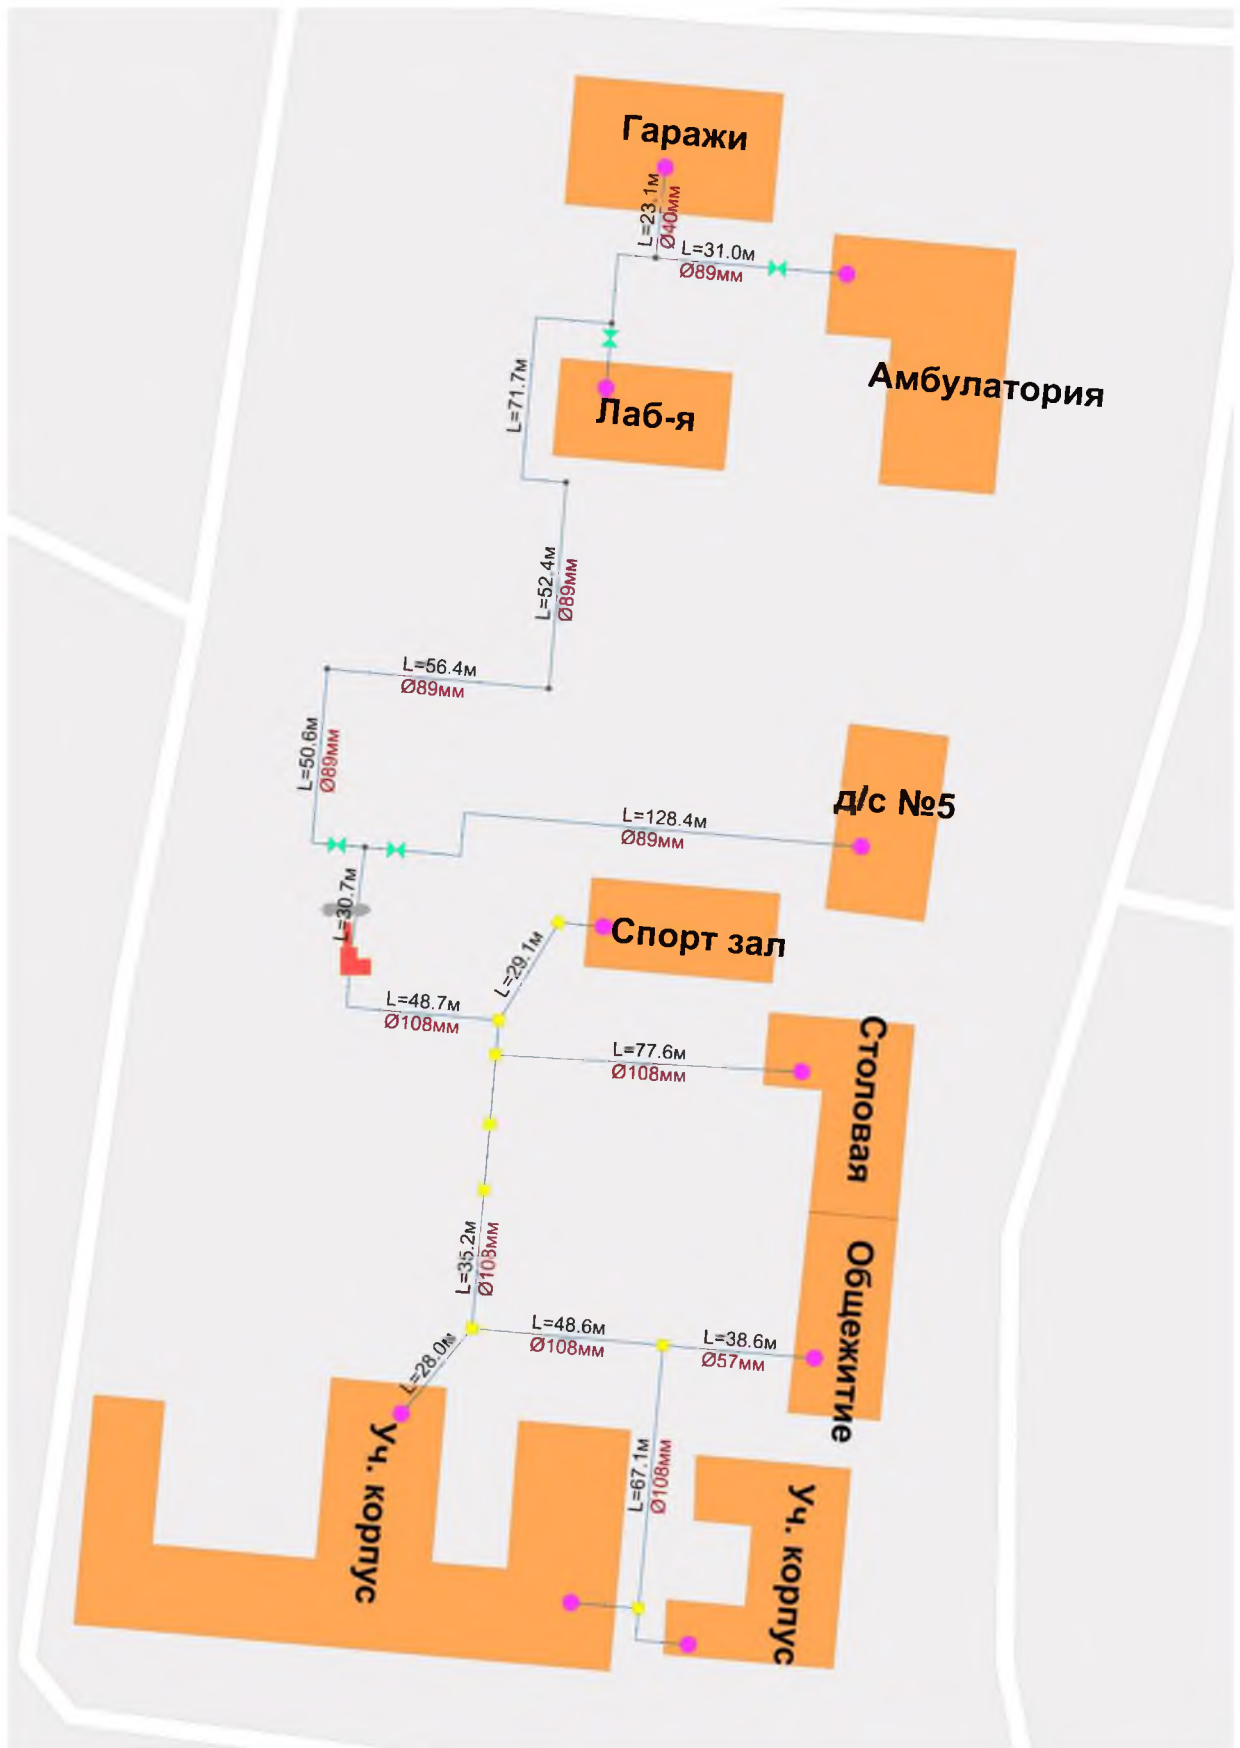 Гаражи
L=23.1м
Ø40мм
L=31.0м
Ø89мм
Амбулатория
L=71.7м
Лаб-я
L=52.4м
Ø89мм
L=56.4м
Ø89мм
L=50.6м
Ø89мм
д/с №5
L=128.4м
Ø89мм
L=30.7м
Спорт зал
L=29.1м
L=48.7м
Ø108мм
L=77.6м
Ø108мм
Столовая
L=35.2м
Ø108мм
Общежитие
L=48.6м
Ø108мм
L=38.6м
Ø57мм
L=28.0м
Уч. корпус
L=67.1м
Ø108мм
Уч. корпус